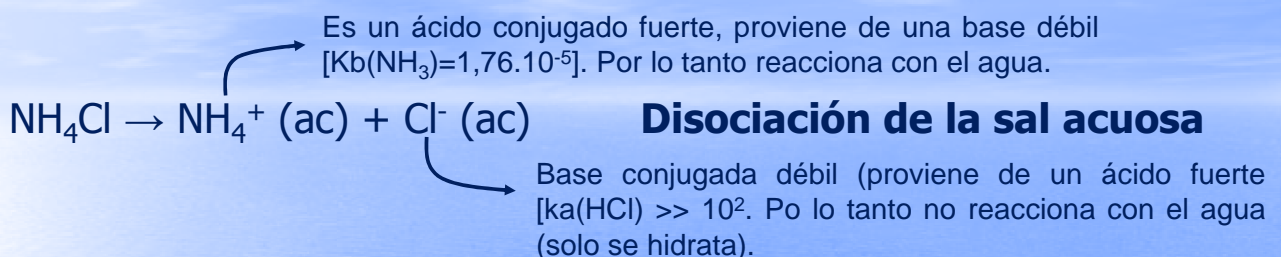 Es un ácido conjugado fuerte, proviene de una base débil
[Kb(NH₃)=1,76.10⁻⁵]. Por lo tanto reacciona con el agua.
NH₄Cl → NH₄⁺ (ac) + Cl⁻ (ac) Disociación de la sal acuosa
Base conjugada débil (proviene de un ácido fuerte
[ka(HCl) >> 10². Po lo tanto no reacciona con el agua
(solo se hidrata).